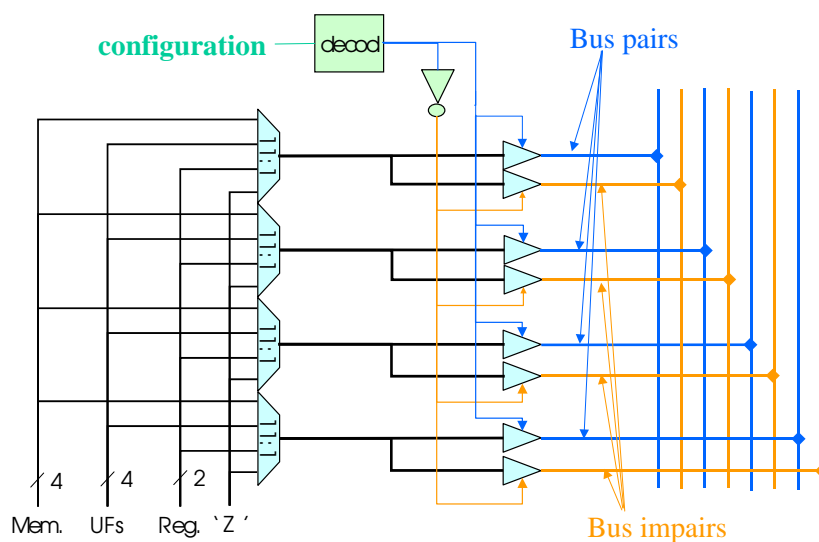 configuration
decod
Bus pairs
4
4
2
Mem.
UFs
Reg.
‘Z’
Bus impairs